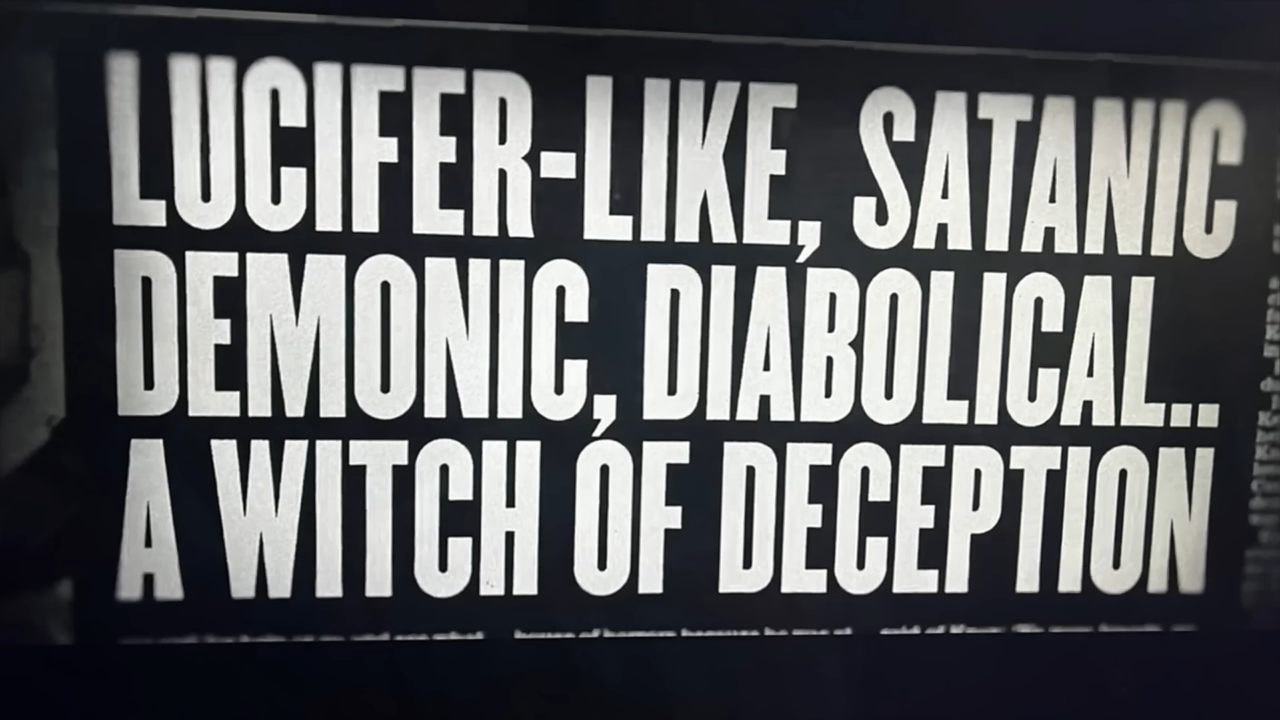 LUCIFER-LIKE, SATANIC
DEMONIC, DIABOLICAL..
A WITCH OF DECEPTION